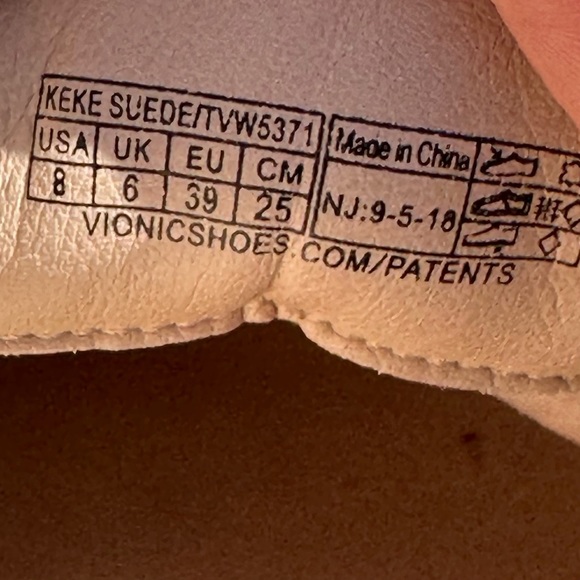 KEKE SUEDE/TVW5371
USA UK EU CM
8 6 39 25
Made in China
NJ:9-5-18
VIONICSHOES.COM/PATENTS